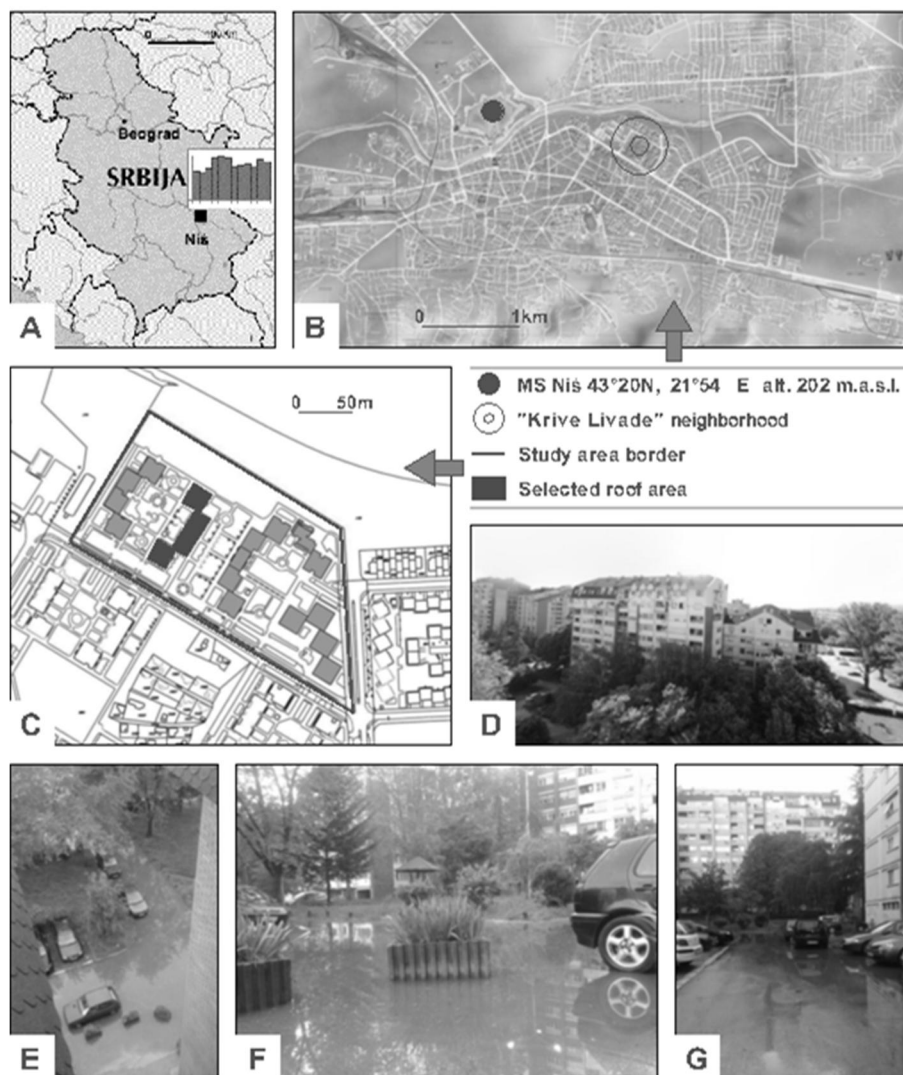 Beograd
SRBIJA
Niš
A
0 1km
B
MS Niš 43°20N, 21°54 E alt. 202 m.a.s.l.
"Krive Livade" neighborhood
Study area border
Selected roof area
0 50m
C
D
E
F
G